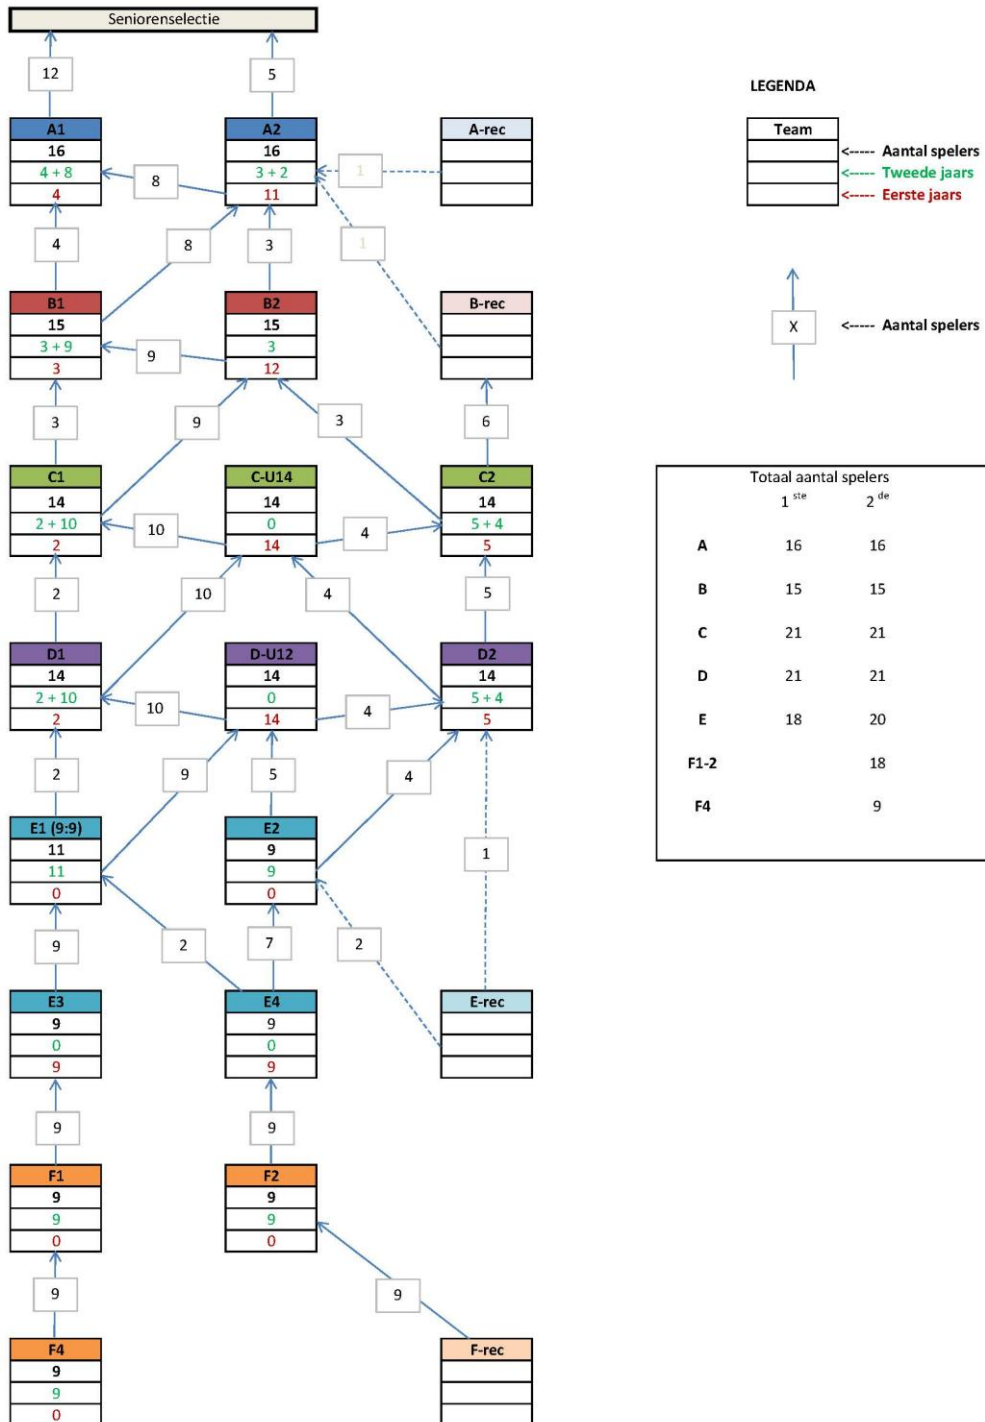 Seniorenselectie
12
5
LEGENDA
A1
A2
A-rec
Team
16
16
<----- Aantal spelers
4 + 8
8
3 + 2
1
<----- Tweede jaars
4
11
<----- Eerste jaars
4
8
3
1
B1
B2
B-rec
15
15
X
<----- Aantal spelers
3 + 9
9
3
3
12
3
9
3
6
C1
C-U14
C2
14
14
14
2 + 10
10
0
4
5 + 4
2
14
5
Totaal aantal spelers
1 ste
2 de
A
16
16
B
15
15
C
21
21
D
21
21
E
18
20
F1-2
18
F4
9
2
10
4
5
D1
D-U12
D2
14
14
14
2 + 10
10
0
4
5 + 4
2
14
5
2
9
5
4
E1 (9:9)
E2
11
9
11
9
1
0
0
9
2
7
2
E3
E4
E-rec
9
9
0
0
9
9
9
9
F1
F2
9
9
9
9
0
0
9
9
F4
F-rec
9
9
0